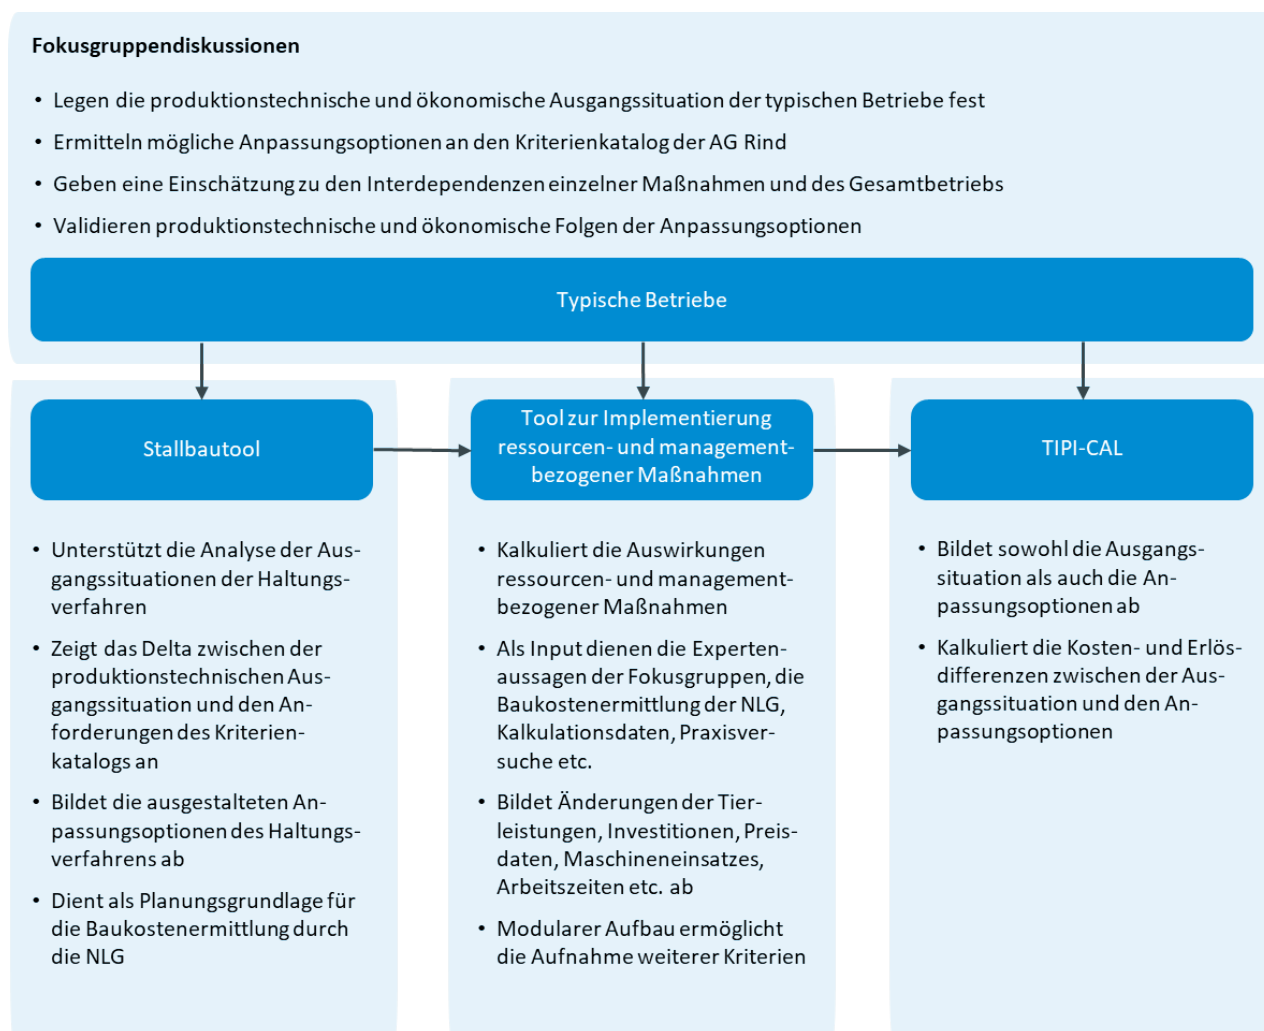 Fokusgruppendiskussionen
• Legen die produktionstechnische und ökonomische Ausgangssituation der typischen Betriebe fest
• Ermitteln mögliche Anpassungsoptionen an den Kriterienkatalog der AG Rind
• Geben eine Einschätzung zu den Interdependenzen einzelner Maßnahmen und des Gesamtbetriebs
• Validieren produktionstechnische und ökonomische Folgen der Anpassungsoptionen
Typische Betriebe
Stallbautool
• Unterstützt die Analyse der Aus-
gangssituationen der Haltungs-
verfahren
• Zeigt das Delta zwischen der
produktionstechnischen Aus-
gangssituation und den An-
forderungen des Kriterien-
katalogs an
• Bildet die ausgestalteten An-
passungsoptionen des Haltungs-
verfahrens ab
• Dient als Planungsgrundlage für
die Baukostenermittlung durch
die NLG
Tool zur Implementierung
ressourcen- und management-
bezogener Maßnahmen
• Kalkuliert die Auswirkungen
ressourcen- und management-
bezogener Maßnahmen
• Als Input dienen die Experten-
aussagen der Fokusgruppen, die
Baukostenermittlung der NLG,
Kalkulationsdaten, Praxisver-
suche etc.
• Bildet Änderungen der Tier-
leistungen, Investitionen, Preis-
daten, Maschineneinsatzes,
Arbeitszeiten etc. ab
• Modularer Aufbau ermöglicht
die Aufnahme weiterer Kriterien
TIPI-CAL
• Bildet sowohl die Ausgangs-
situation als auch die An-
passungsoptionen ab
• Kalkuliert die Kosten- und Erlös-
differenzen zwischen der Aus-
gangssituation und den An-
passungsoptionen